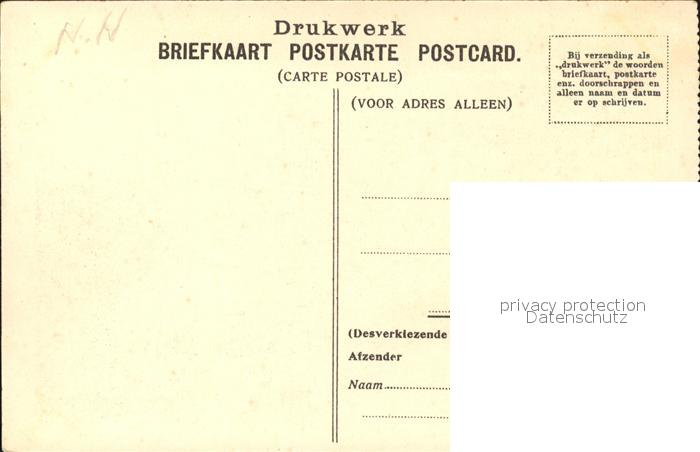 H. H
Drukwerk
BRIEFKAART POSTKARTE POSTCARD.
(CARTE POSTALE)
(VOOR ADRES ALLEEN)
Bij verzending als
„drukwerk” de woorden
briefkaart, postkarte
enz. doorschrappen en
alleen naam en datum
er op schrijven.
privacy protection
Datenschutz
(Desverkiezende
Afzender
Naam